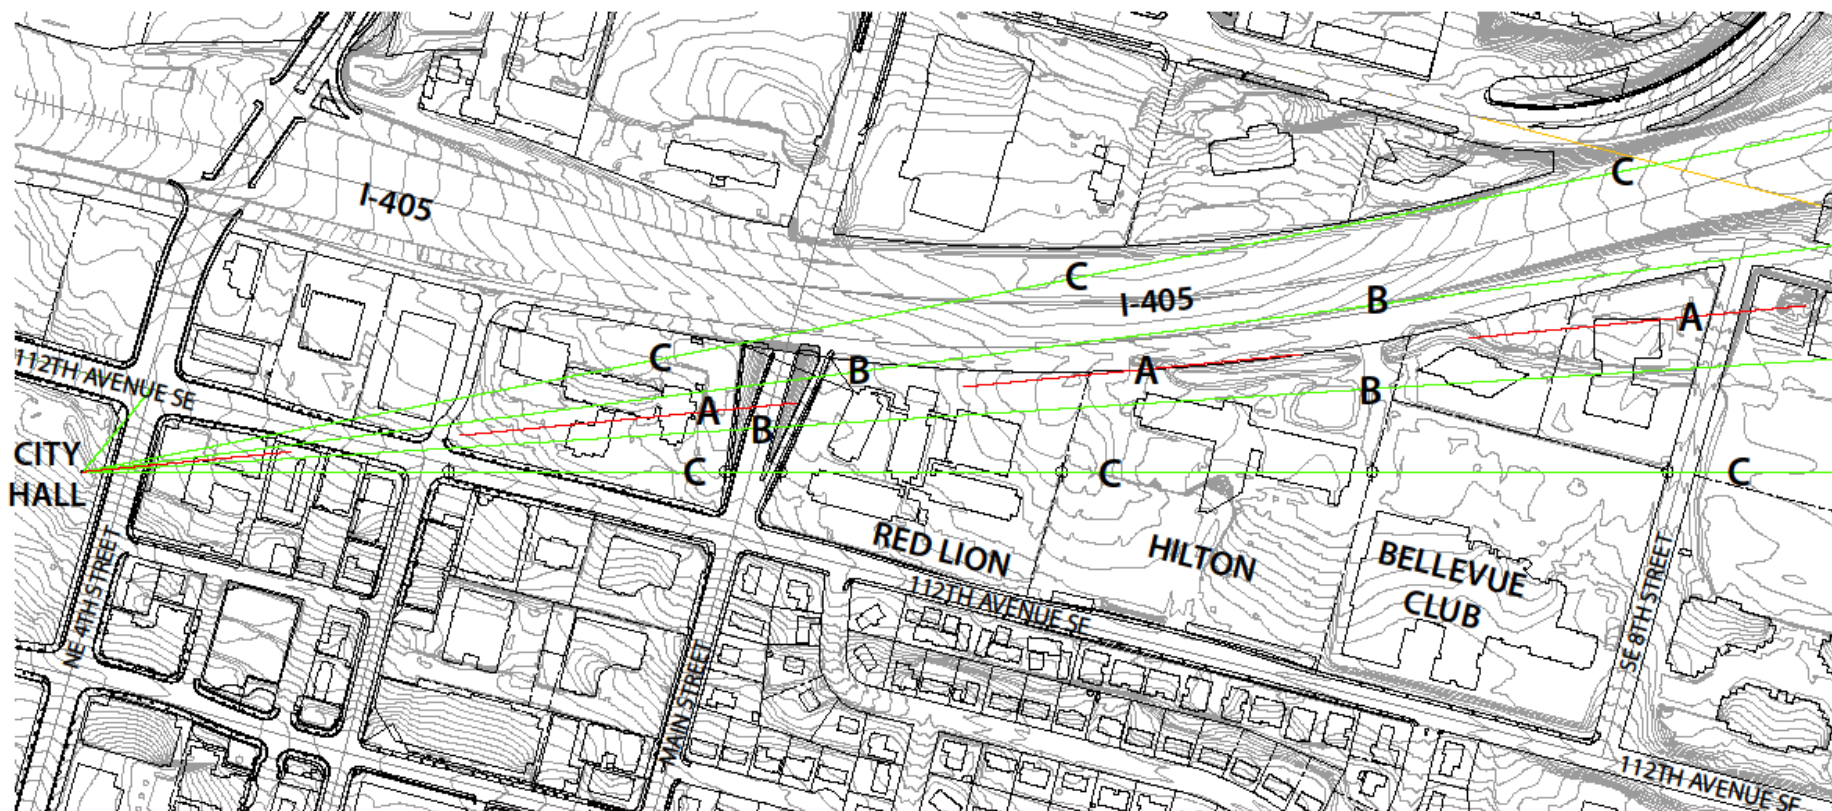 I-405
C
C
I-405
B
A
C
B
A
B
112TH AVENUE SE
A
B
CITY
HALL
C
C
C
RED LION
HILTON
BELLEVUE
CLUB
112TH AVENUE SE
NE 4TH STREET
MAIN STREET
SE 8TH STREET
112TH AVENUE SE